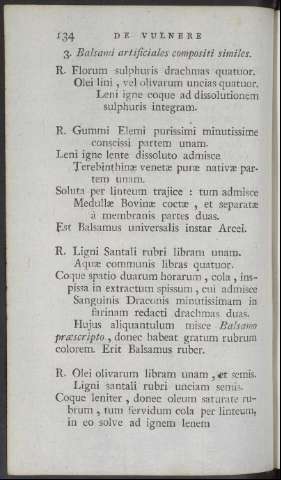 134 DE VULNERE
3. Balsami artificiales compositi similes.
R. Florum sulphuris drachmas quatuor.
Olei lini , vel olivarum uncias quatuor.
Leni igne coque ad dissolutionem
sulphuris integram.
R. Gummi Elemi purissimi minutissime
conscissi partem unam.
Leni igne lente dissoluto admisce
Terebinthinæ venetæ puræ nativæ par-
tem unam.
Soluta per linteum trajice : tum admisce
Medullæ Bovinæ coctæ , et separatæ
à membranis partes duas.
Est Balsamus universalis instar Arcei.
R. Ligni Santali rubri libram unam.
Aquæ communis libras quatuor.
Coque spatio duarum horarum , cola , ins-
pissa in extractum spissum , cui admisce
Sanguinis Draconis minutissimam in
farinam redacti drachmas duas.
Hujus aliquantulum misce Balsamo
præscripto , donec habeat gratum rubrum
colorem. Erit Balsamus ruber.
R. Olei olivarum libram unam , et semis.
Ligni santali rubri unciam semis.
Coque leniter , donec oleum saturate ru-
brum , tum fervidum cola per linteum,
in eo solve ad ignem lenem